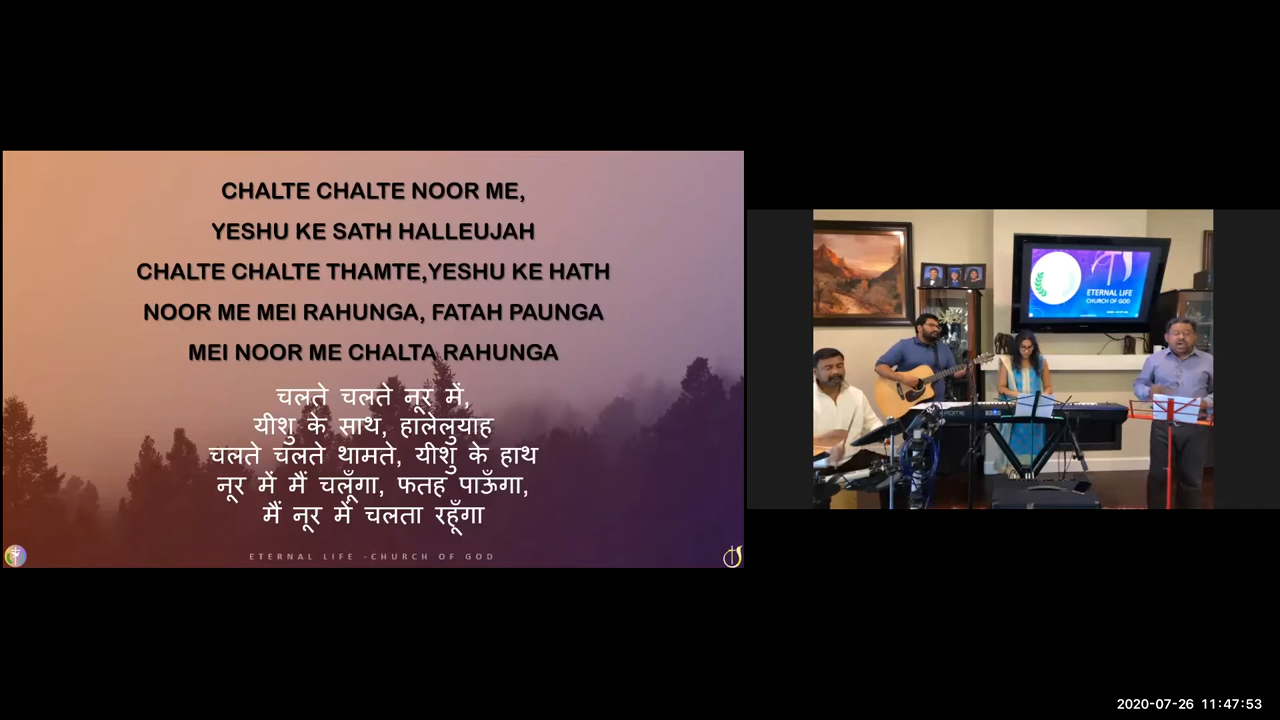 CHALTE CHALTE NOOR ME,
YESHU KE SATH HALLEUJAH
CHALTE CHALTE THAMTE,YESHU KE HATH
NOOR ME MEI RAHUNGA, FATAH PAUNGA
MEI NOOR ME CHALTA RAHUNGA
चलते चलते नूर में,
यीशु के साथ, हालेलुयाह
चलते चलते थामते, यीशु के हाथ
नूर में मैं चलूँगा, फतह पाऊँगा,
मैं नूर में चलता रहूँगा
ETERNAL LIFE -CHURCH OF GOD
ETERNAL LIFE
CHURCH OF GOD
KROME
2020-07-26 11:47:53